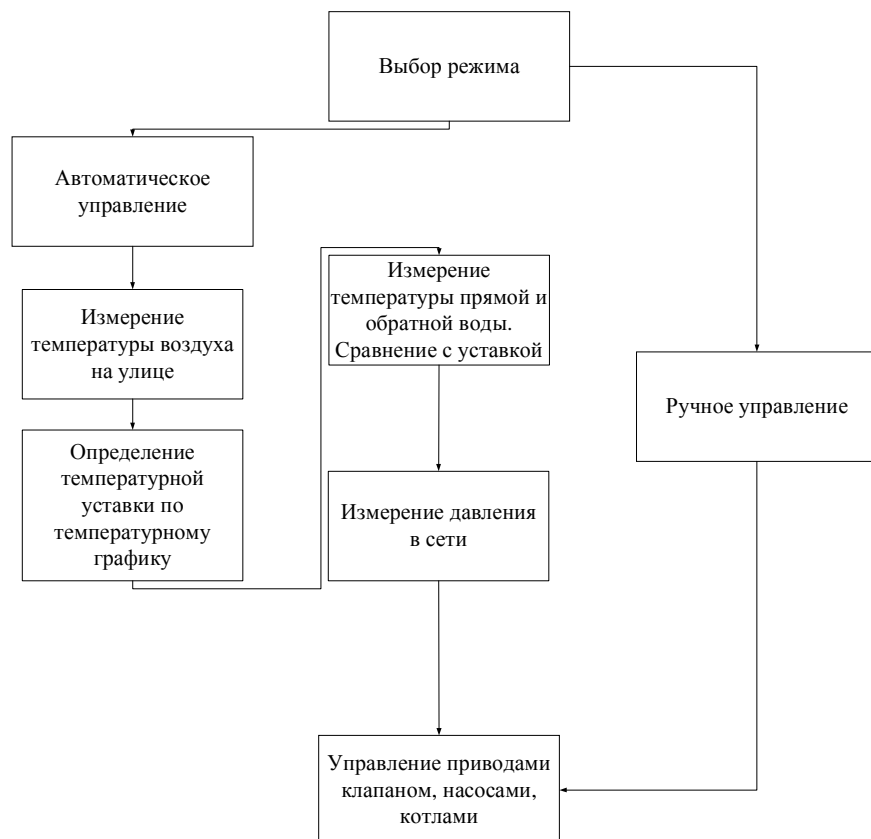 Выбор режима
Автоматическое
управление
Измерение
температуры воздуха
на улице
Определение
температурной
уставки по
температурному
графику
Измерение
температуры прямой и
обратной воды.
Сравнение с уставкой
Измерение давления
в сети
Ручное управление
Управление приводами
клапаном, насосами,
котлами